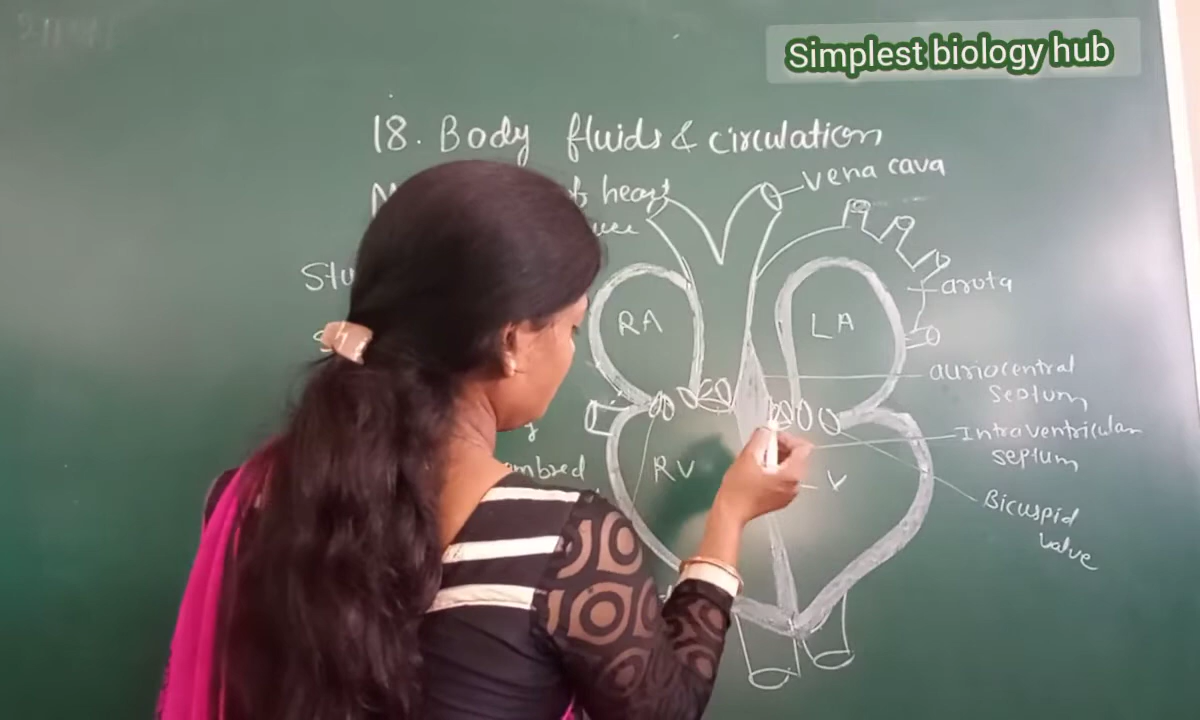 Simplest biology hub
18. Body fluids & circulation
heart
Vena cava
Stu
aruta
RA
LA
auriocentral
septum
Intraventricular
septum
RV
V
mbred
Bicuspid
valve